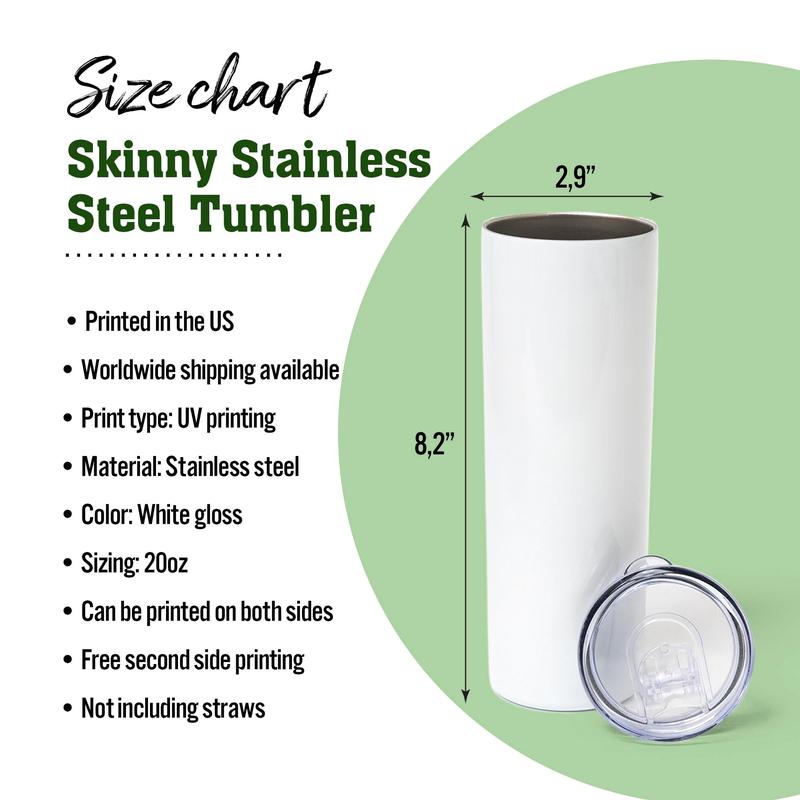 Size chart
Skinny Stainless
Steel Tumbler
• Printed in the US
• Worldwide shipping available
• Print type: UV printing
• Material: Stainless steel
• Color: White gloss
• Sizing: 20oz
• Can be printed on both sides
• Free second side printing
• Not including straws
2,9”
8,2”